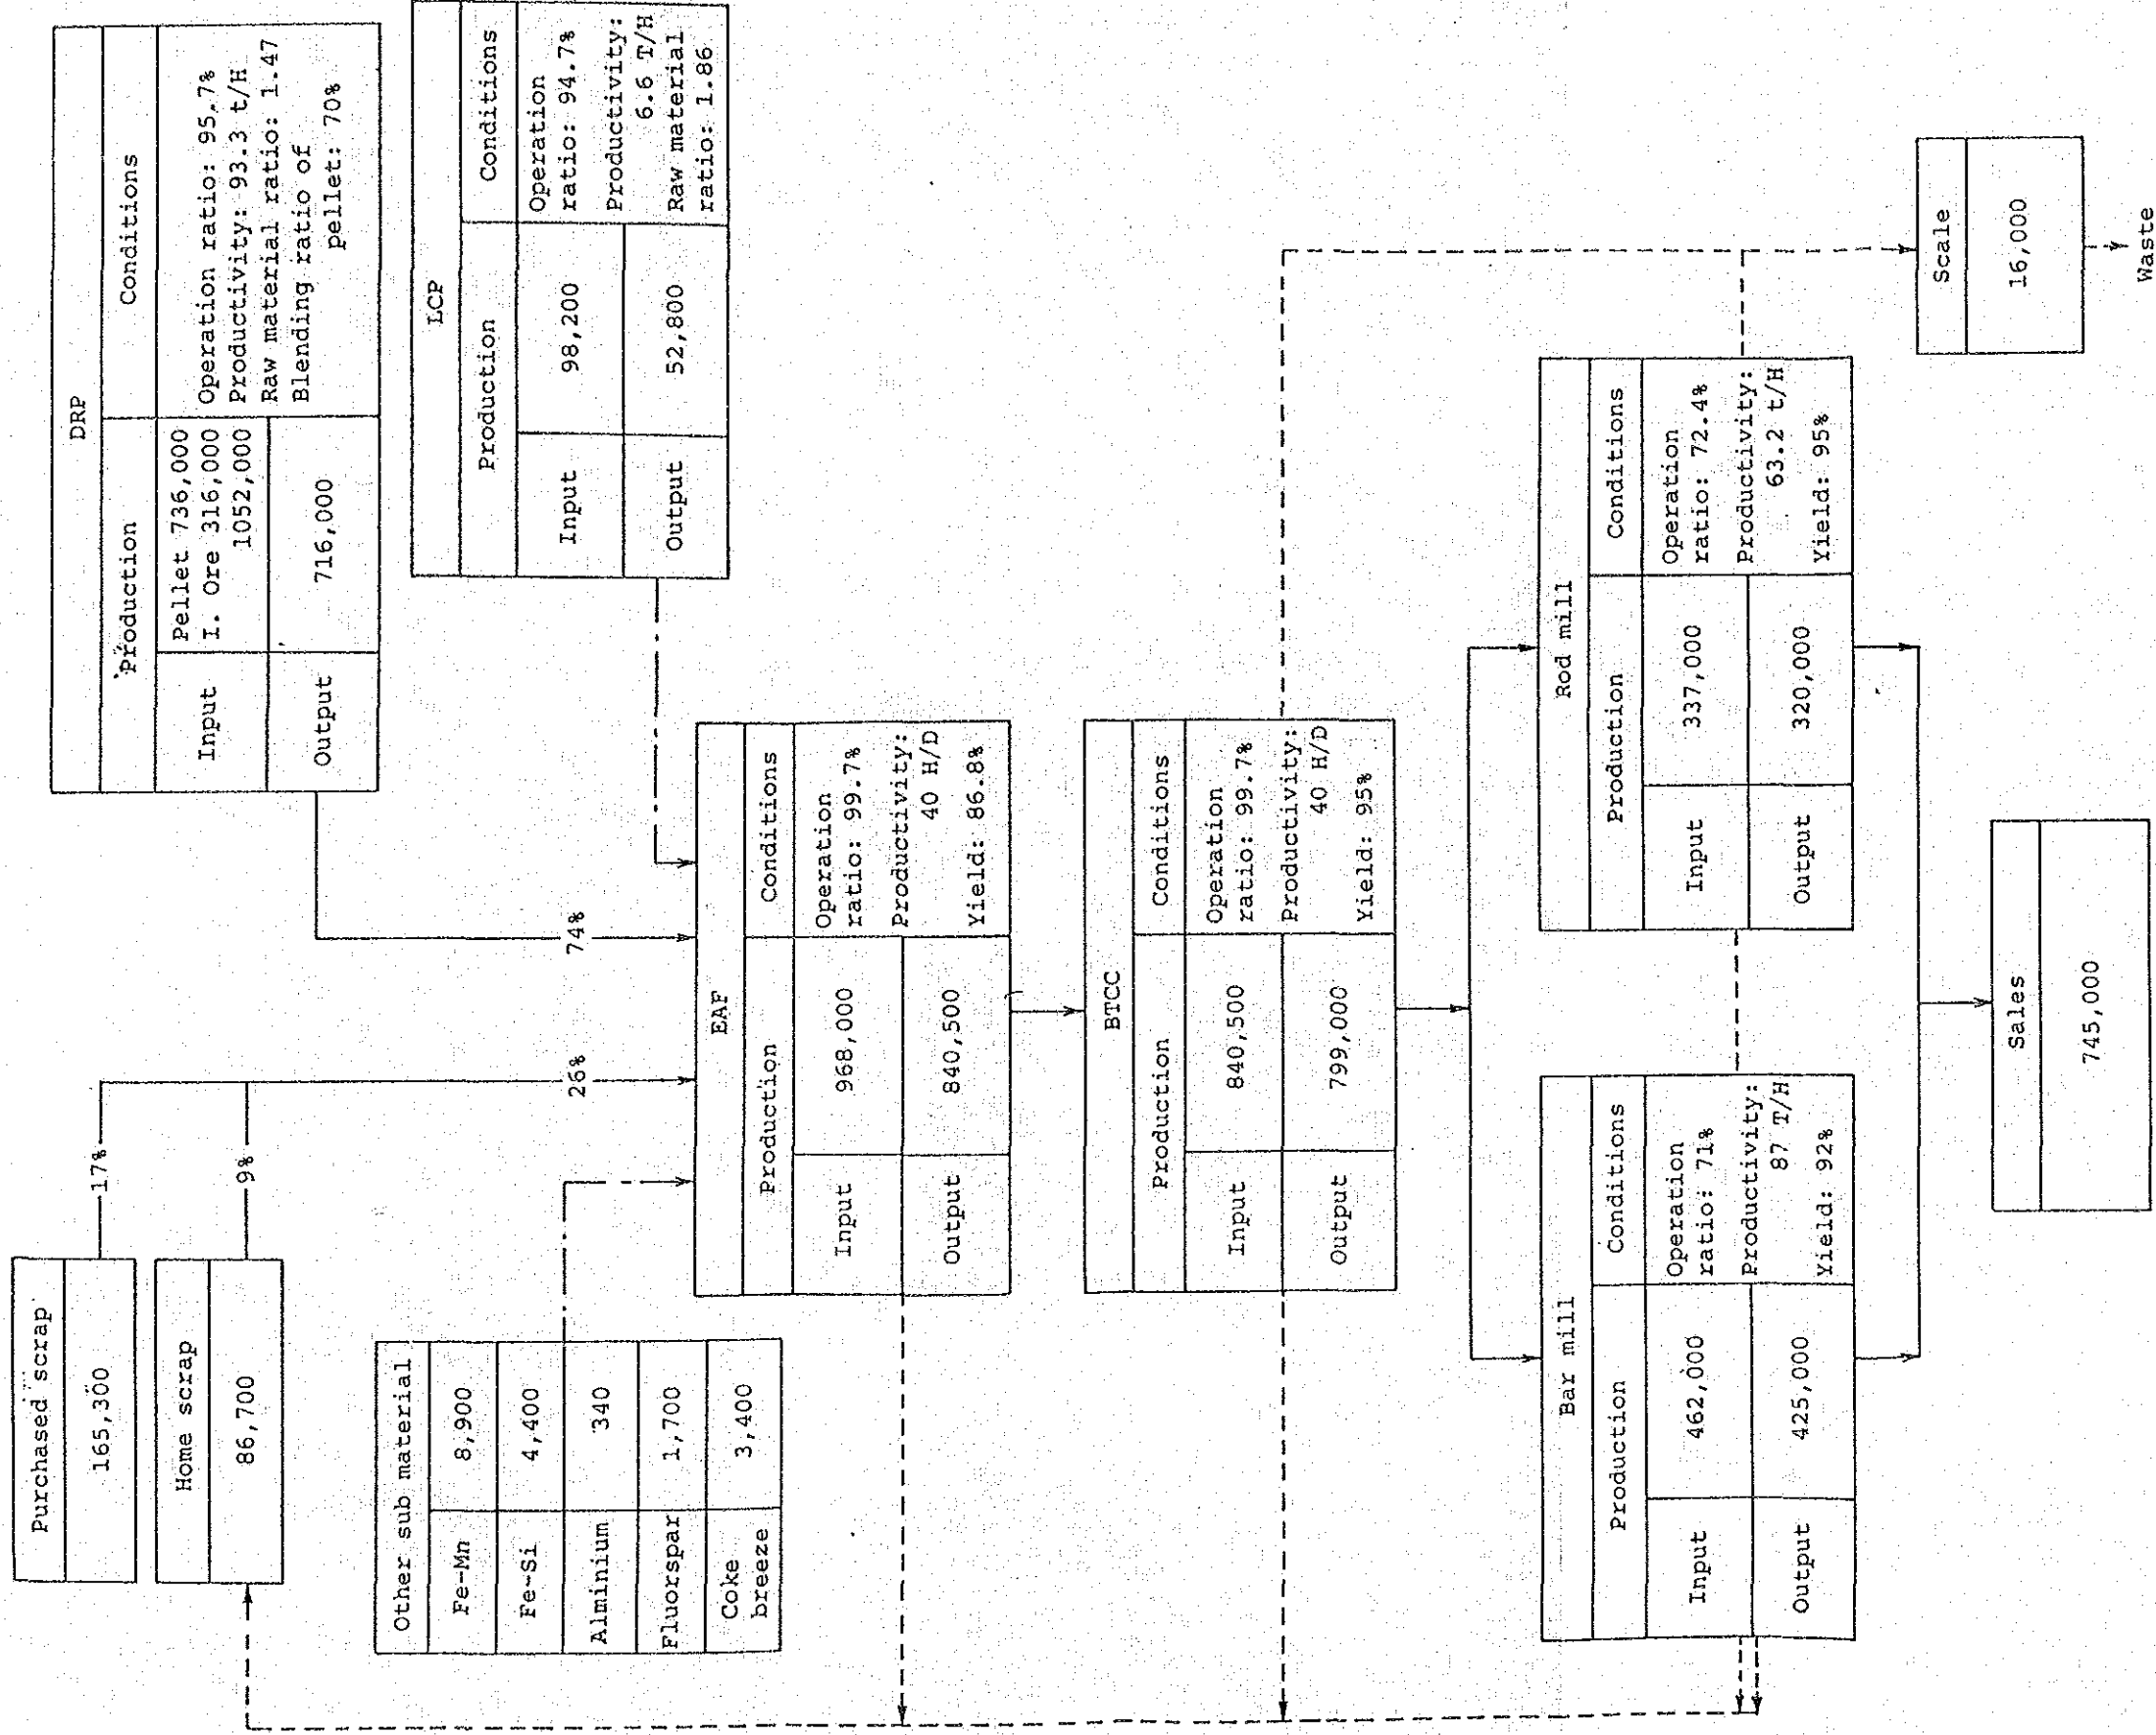 Purchased scrap
165,300
17%
Home scrap
86,700
9%
26%
74%
DRP
Production
Conditions
Input
Pellet 736,000
I. Ore 316,000
1052,000
Operation ratio: 95.7%
Productivity: 93.3 t/H
Raw material ratio: 1.47
Blending ratio of
pellet: 70%
Output
716,000
LCP
Production
Conditions
Input
98,200
Operation
ratio: 94.7%
Productivity:
6.6 T/H
Raw material
ratio: 1.86
Output
52,800
Other sub material
Fe-Mn
8,900
Fe-Si
4,400
Alminium
340
Fluorspar
1,700
Coke
breeze
3,400
EAF
Production
Conditions
Input
968,000
Operation
ratio: 99.7%
Productivity:
40 H/D
Yield: 86.8%
Output
840,500
BTCC
Production
Conditions
Input
840,500
Operation
ratio: 99.7%
Productivity:
40 H/D
Yield: 95%
Output
799,000
Bar mill
Production
Conditions
Input
462,000
Operation
ratio: 71%
Productivity:
87 T/H
Yield: 92%
Output
425,000
Rod mill
Production
Conditions
Input
337,000
Operation
ratio: 72.4%
Productivity:
63.2 t/H
Yield: 95%
Output
320,000
Scale
16,000
Waste
Sales
745,000